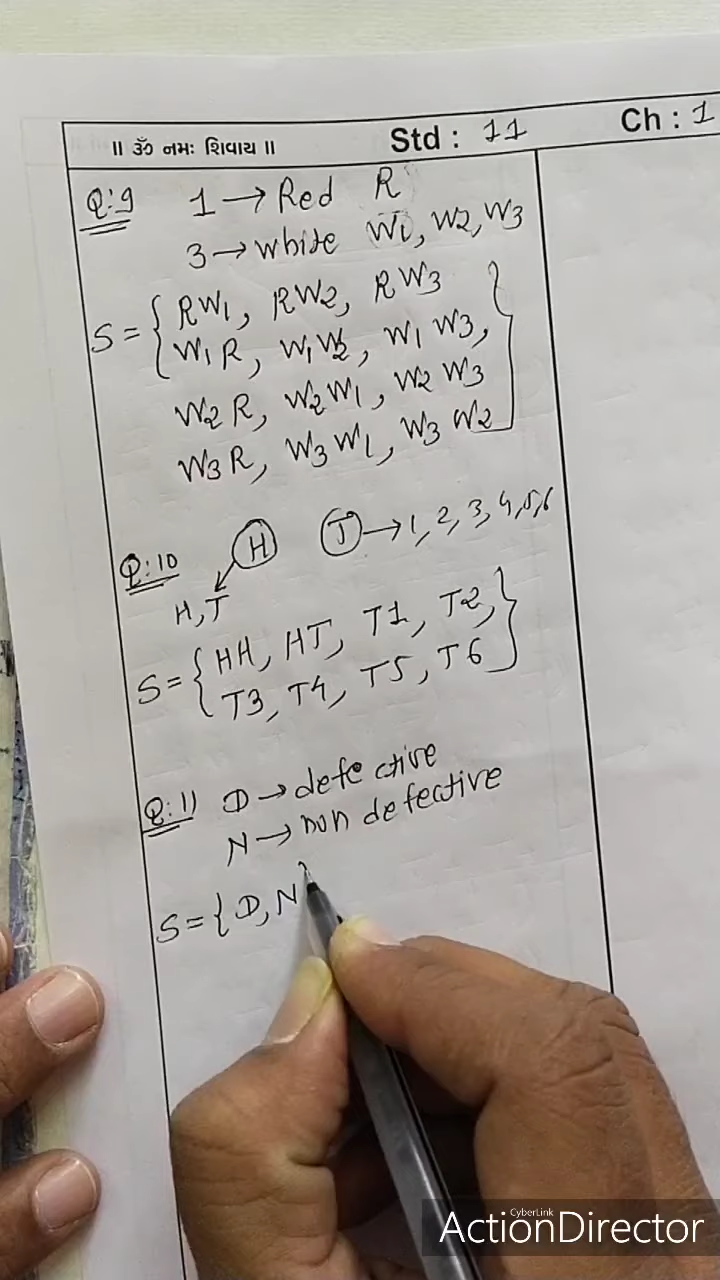 ॥ ૐ નમઃ શિવાય ॥ Std : 11 Ch : 1
Q:9 1 → Red R
3 → white W1, W2, W3
S = { RW1, RW2, RW3
W1R, W1W2, W1W3, }
W2R, W2W1, W2W3
W3R, W3W1, W3W2
Q:10 H T → 1, 2, 3, 4, 5, 6
H, T
S = { HH, HT, T1, T2,
T3, T4, T5, T6 }
Q:11 D → defective
N → non defective
S = { D, N
CyberLink
ActionDirector